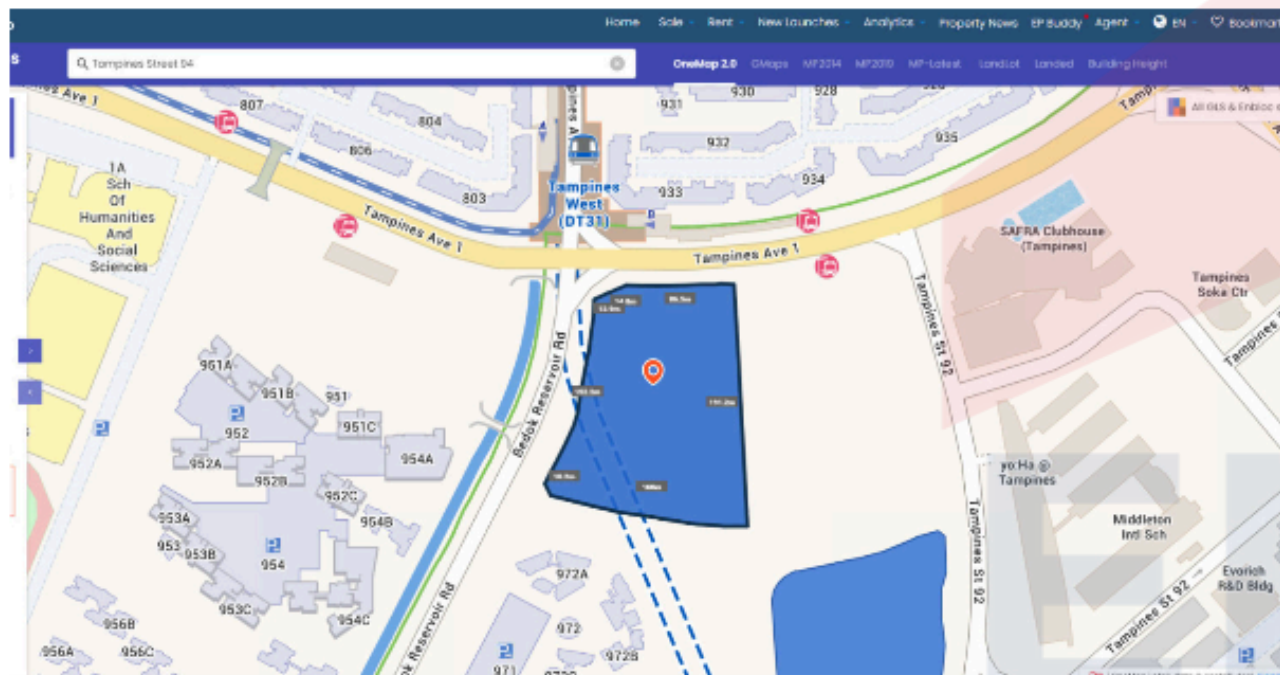 Home
Sale
Rent
New Launches
Analytics
Property News
EP Buddy
Agent
EN
Bookmar
Tampines Street 94
OneMap 2.0
GMaps
MP2014
MP2019
MP-Latest
LandLot
Landed
Building Height
All GLS & Enbloc
Ave 1
807
804
806
803
931
930
928
932
935
933
934
Tampines
West
(DT31)
B
Tampines Ave 1
Tampines Ave 1
1A
Sch
Of
Humanities
And
Social
Sciences
SAFRA Clubhouse
(Tampines)
Tampines
Soka Ctr
Tampines
Tampines St 92
951A
951B
951
951C
952
952A
952B
952C
954A
954B
953A
953
953B
954
953C
954C
956B
956A
956C
Bedok Reservoir Rd
Bedok Reservoir Rd
972A
972
972B
971
yo:Ha @
Tampines
Middleton
Intl Sch
Tampines St 92
Tampines St 92
Evorich
R&D Bldg